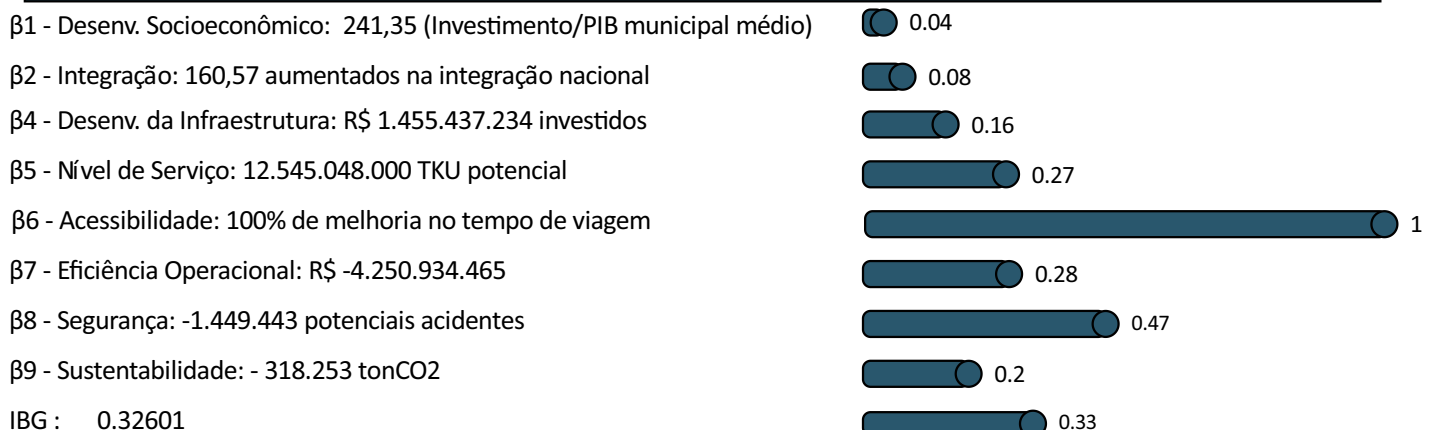 β1 - Desenv. Socioeconômico: 241,35 (Investimento/PIB municipal médio) 0.04
β2 - Integração: 160,57 aumentados na integração nacional 0.08
β4 - Desenv. da Infraestrutura: R$ 1.455.437.234 investidos 0.16
β5 - Nível de Serviço: 12.545.048.000 TKU potencial 0.27
β6 - Acessibilidade: 100% de melhoria no tempo de viagem 1
β7 - Eficiência Operacional: R$ -4.250.934.465 0.28
β8 - Segurança: -1.449.443 potenciais acidentes 0.47
β9 - Sustentabilidade: - 318.253 tonCO2 0.2
IBG : 0.32601 0.33